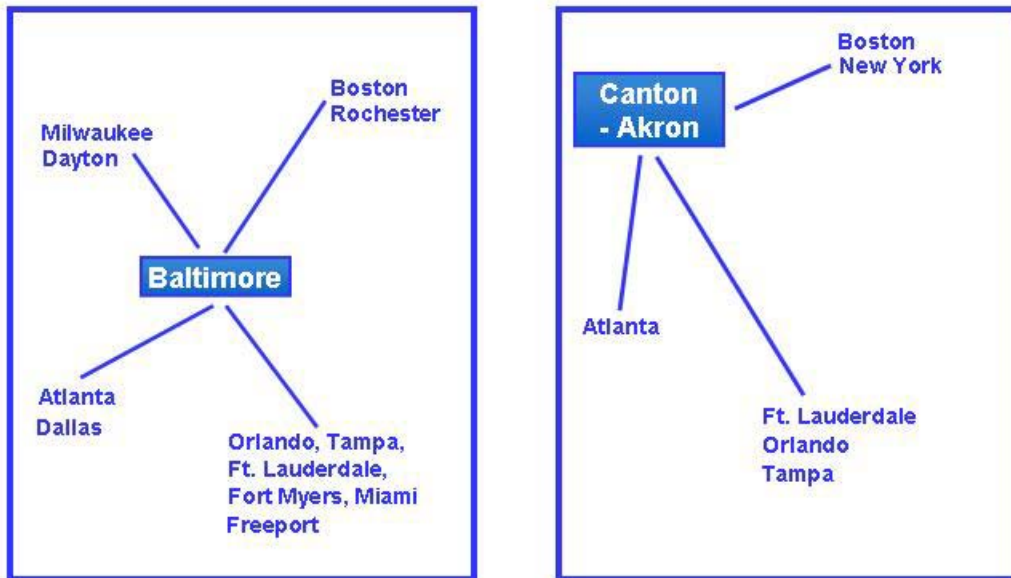 Boston
Rochester
Milwaukee
Dayton
Baltimore
Atlanta
Dallas
Orlando, Tampa,
Ft. Lauderdale,
Fort Myers, Miami
Freeport
Boston
New York
Canton
- Akron
Atlanta
Ft. Lauderdale
Orlando
Tampa